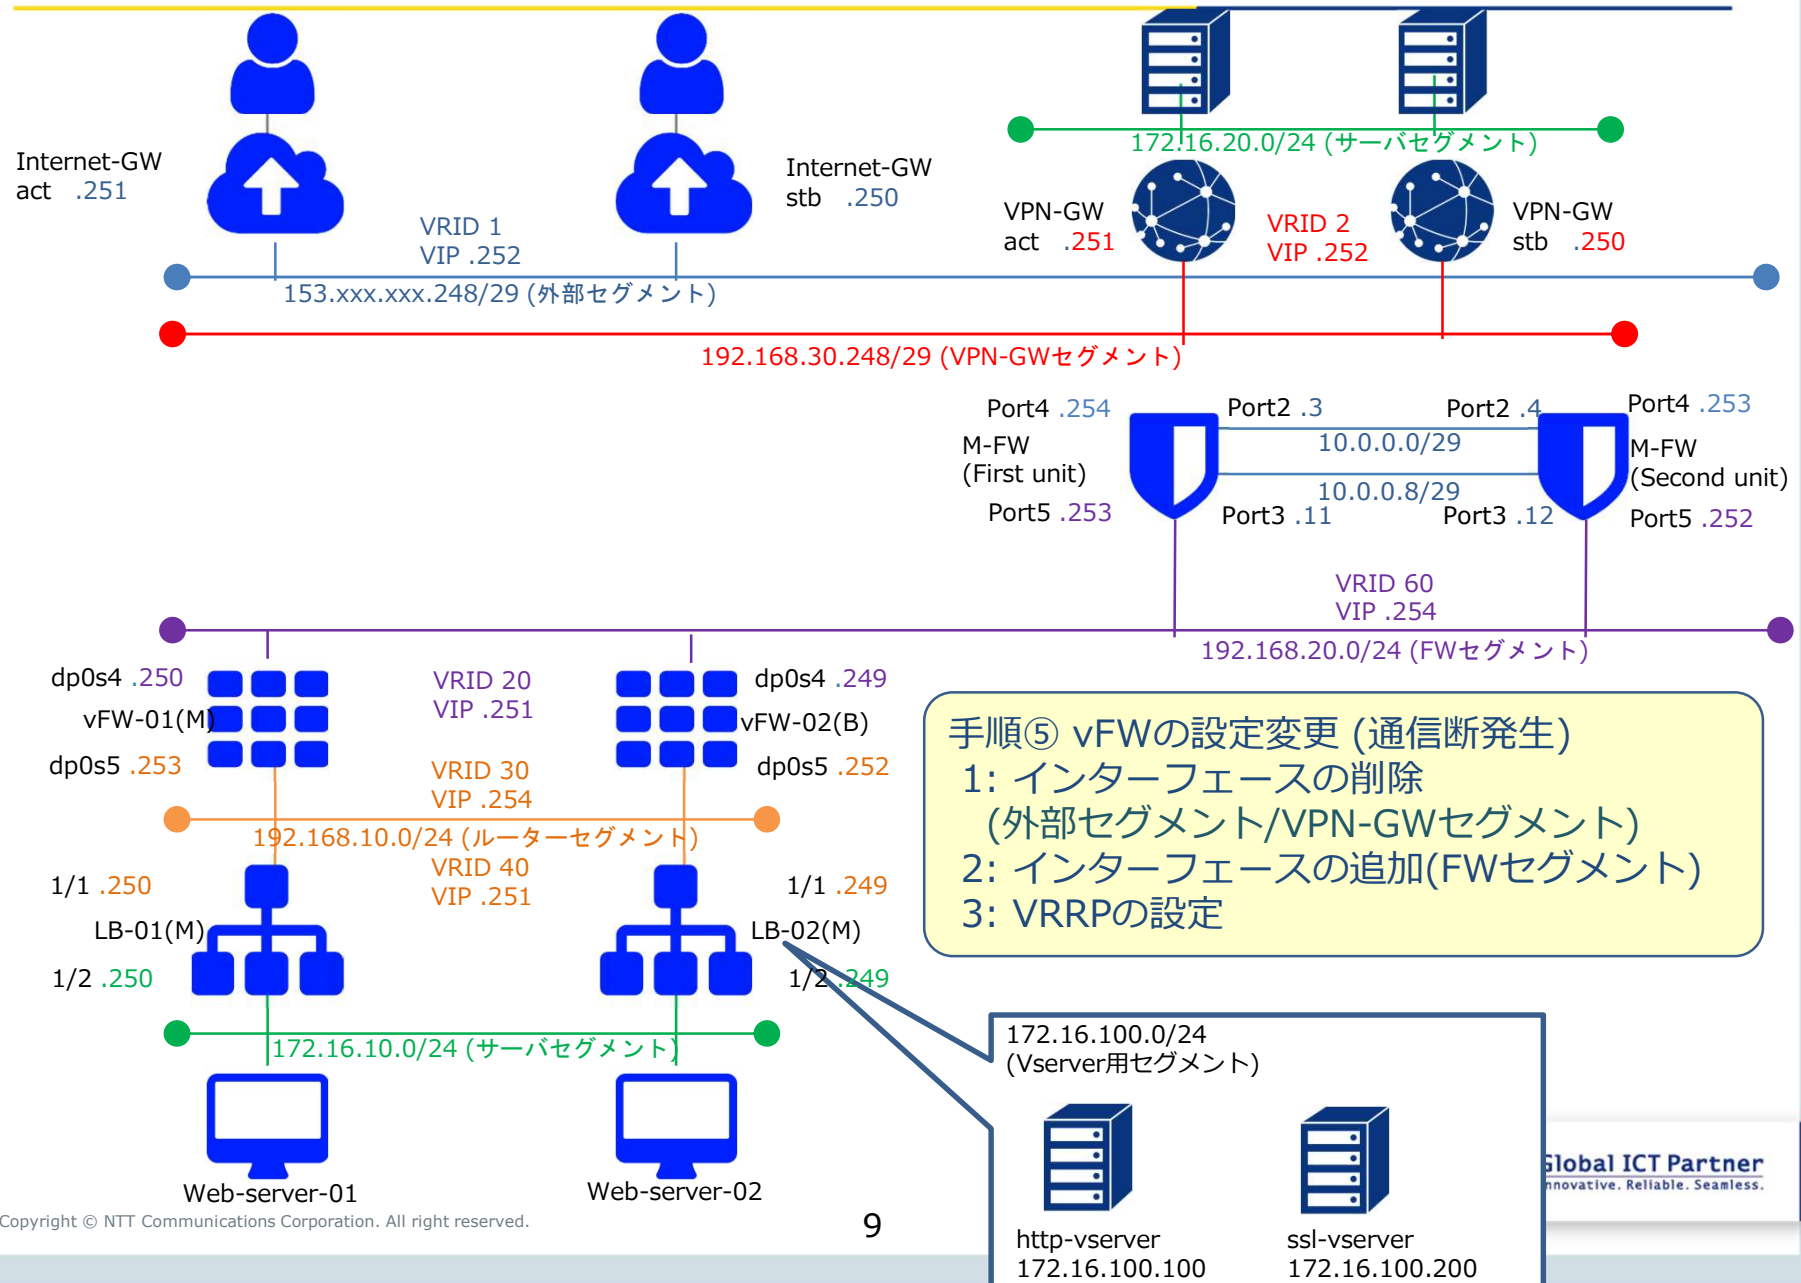 Internet-GW
act .251
Internet-GW
stb .250
VRID 1
VIP .252
172.16.20.0/24 (サーバセグメント)
VPN-GW
act .251
VRID 2
VIP .252
VPN-GW
stb .250
153.xxx.xxx.248/29 (外部セグメント)
192.168.30.248/29 (VPN-GWセグメント)
Port4 .254
Port2 .3
Port2 .4
Port4 .253
M-FW
(First unit)
10.0.0.0/29
M-FW
(Second unit)
10.0.0.8/29
Port5 .253
Port3 .11
Port3 .12
Port5 .252
VRID 60
VIP .254
192.168.20.0/24 (FWセグメント)
dp0s4 .250
VRID 20
VIP .251
dp0s4 .249
vFW-01(M)
vFW-02(B)
dp0s5 .253
VRID 30
VIP .254
dp0s5 .252
192.168.10.0/24 (ルーターセグメント)
VRID 40
VIP .251
1/1 .250
1/1 .249
LB-01(M)
LB-02(M)
1/2 .250
1/2 .249
172.16.10.0/24 (サーバセグメント)
Web-server-01
Web-server-02
手順⑤ vFWの設定変更 (通信断発生)
1: インターフェースの削除
(外部セグメント/VPN-GWセグメント)
2: インターフェースの追加(FWセグメント)
3: VRRPの設定
172.16.100.0/24
(Vserver用セグメント)
http-vserver
172.16.100.100
ssl-vserver
172.16.100.200
Global ICT Partner
Innovative. Reliable. Seamless.
Copyright © NTT Communications Corporation. All right reserved.
9